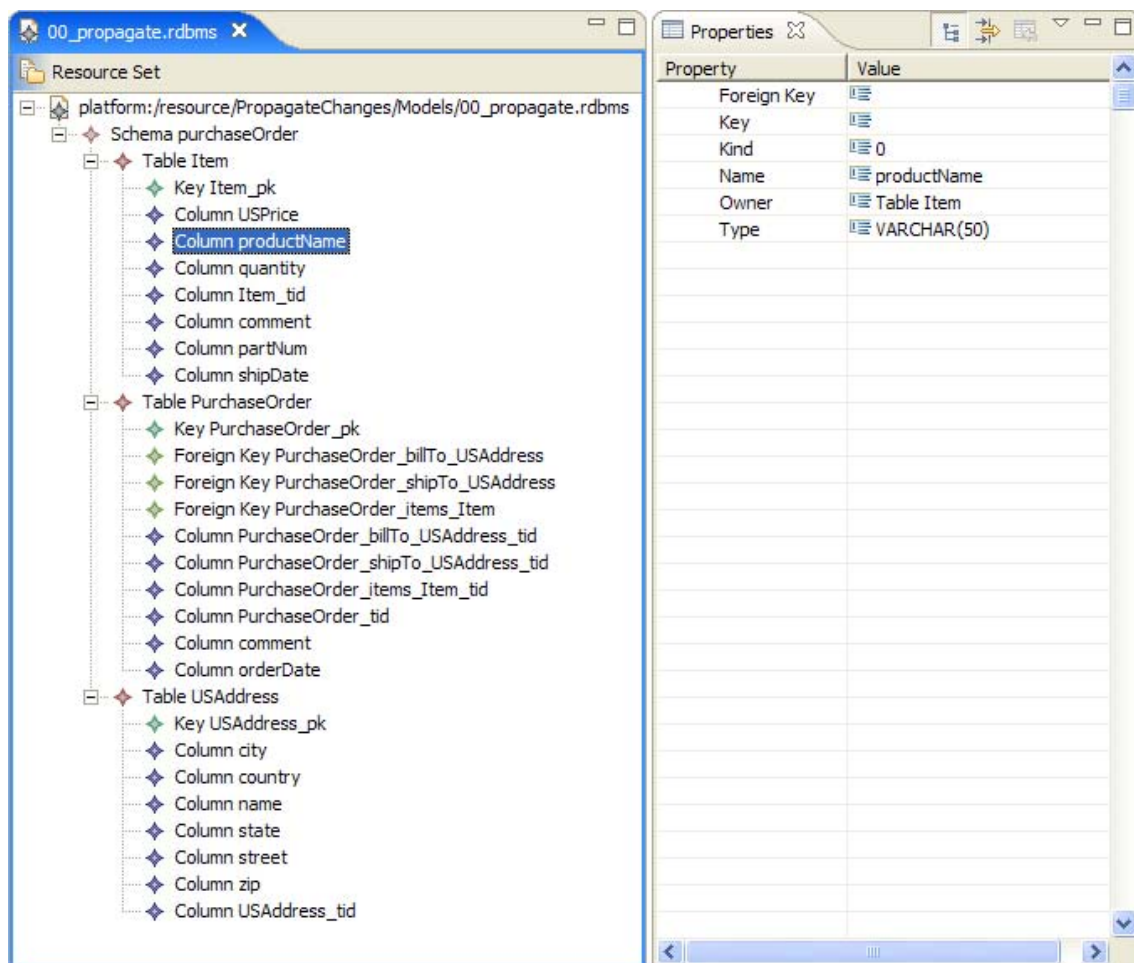 00_propagate.rdbms
Resource Set
platform:/resource/PropagateChanges/Models/00_propagate.rdbms
Schema purchaseOrder
Table Item
Key Item_pk
Column USPrice
Column productName
Column quantity
Column Item_tid
Column comment
Column partNum
Column shipDate
Table PurchaseOrder
Key PurchaseOrder_pk
Foreign Key PurchaseOrder_billTo_USAddress
Foreign Key PurchaseOrder_shipTo_USAddress
Foreign Key PurchaseOrder_items_Item
Column PurchaseOrder_billTo_USAddress_tid
Column PurchaseOrder_shipTo_USAddress_tid
Column PurchaseOrder_items_Item_tid
Column PurchaseOrder_tid
Column comment
Column orderDate
Table USAddress
Key USAddress_pk
Column city
Column country
Column name
Column state
Column street
Column zip
Column USAddress_tid
Properties
Property Value
Foreign Key
Key
Kind 0
Name productName
Owner Table Item
Type VARCHAR(50)